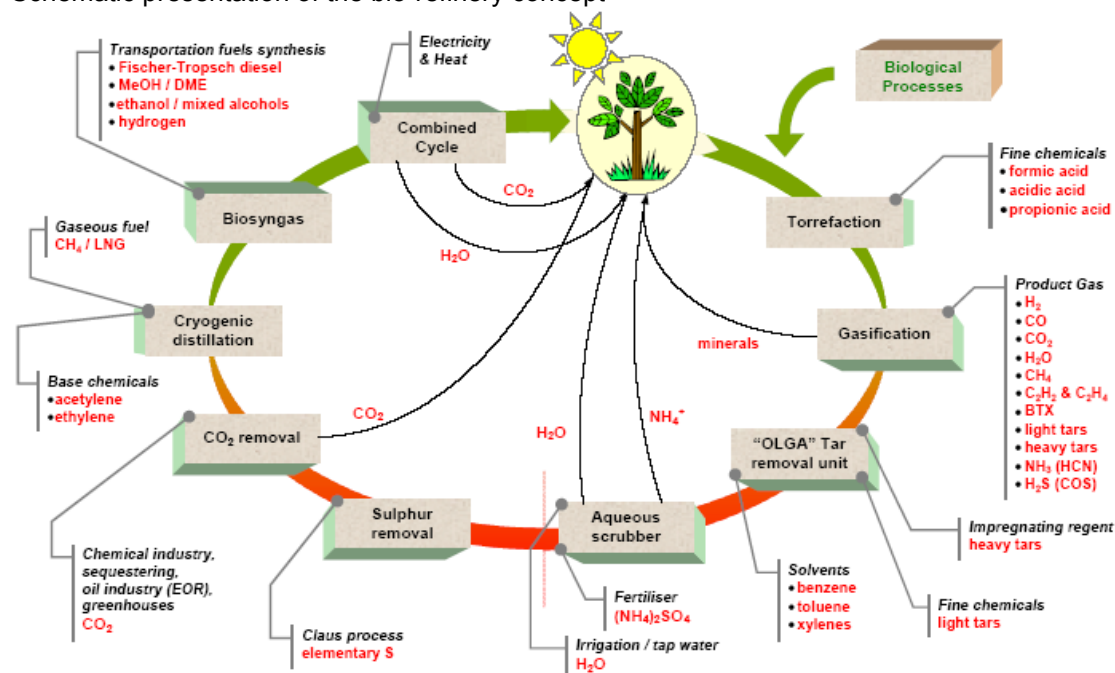 Schematic presentation of the bio-refinery concept
Transportation fuels synthesis
• Fischer-Tropsch diesel
• MeOH / DME
• ethanol / mixed alcohols
• hydrogen
Electricity
& Heat
Biological
Processes
Combined
Cycle
Fine chemicals
• formic acid
• acidic acid
• propionic acid
CO₂
Torrefaction
Biosyngas
Gaseous fuel
CH₄ / LNG
H₂O
Product Gas
• H₂
• CO
• CO₂
• H₂O
• CH₄
• C₂H₂ & C₂H₄
• BTX
• light tars
• heavy tars
• NH₃ (HCN)
• H₂S (COS)
Cryogenic
distillation
minerals
Gasification
Base chemicals
•acetylene
•ethylene
CO₂
CO₂ removal
H₂O
NH₄⁺
"OLGA" Tar
removal unit
Sulphur
removal
Aqueous
scrubber
Impregnating regent
heavy tars
Chemical industry,
sequestering,
oil industry (EOR),
greenhouses
CO₂
Solvents
• benzene
• toluene
• xylenes
Fertiliser
(NH4)₂SO₄
Fine chemicals
light tars
Claus process
elementary S
Irrigation / tap water
H₂O